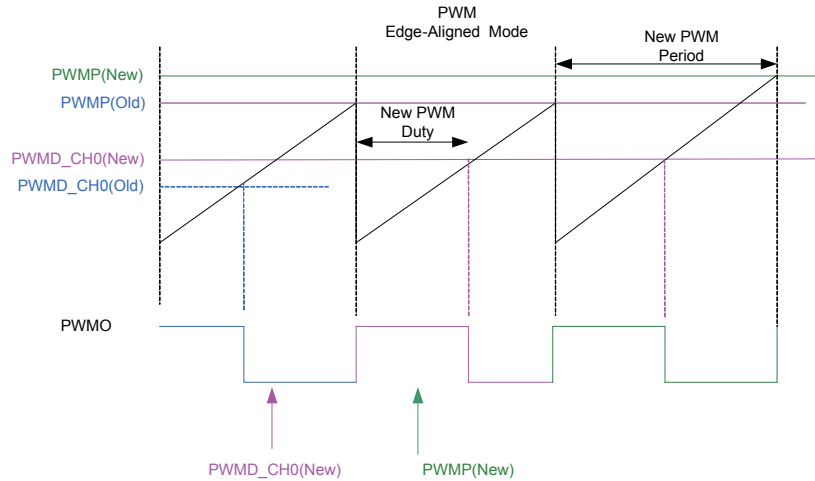 PWM
Edge-Aligned Mode
New PWM
Period
PWMP(New)
PWMP(Old)
New PWM
Duty
PWMD_CH0(New)
PWMD_CH0(Old)
PWMO
PWMD_CH0(New)
PWMP(New)